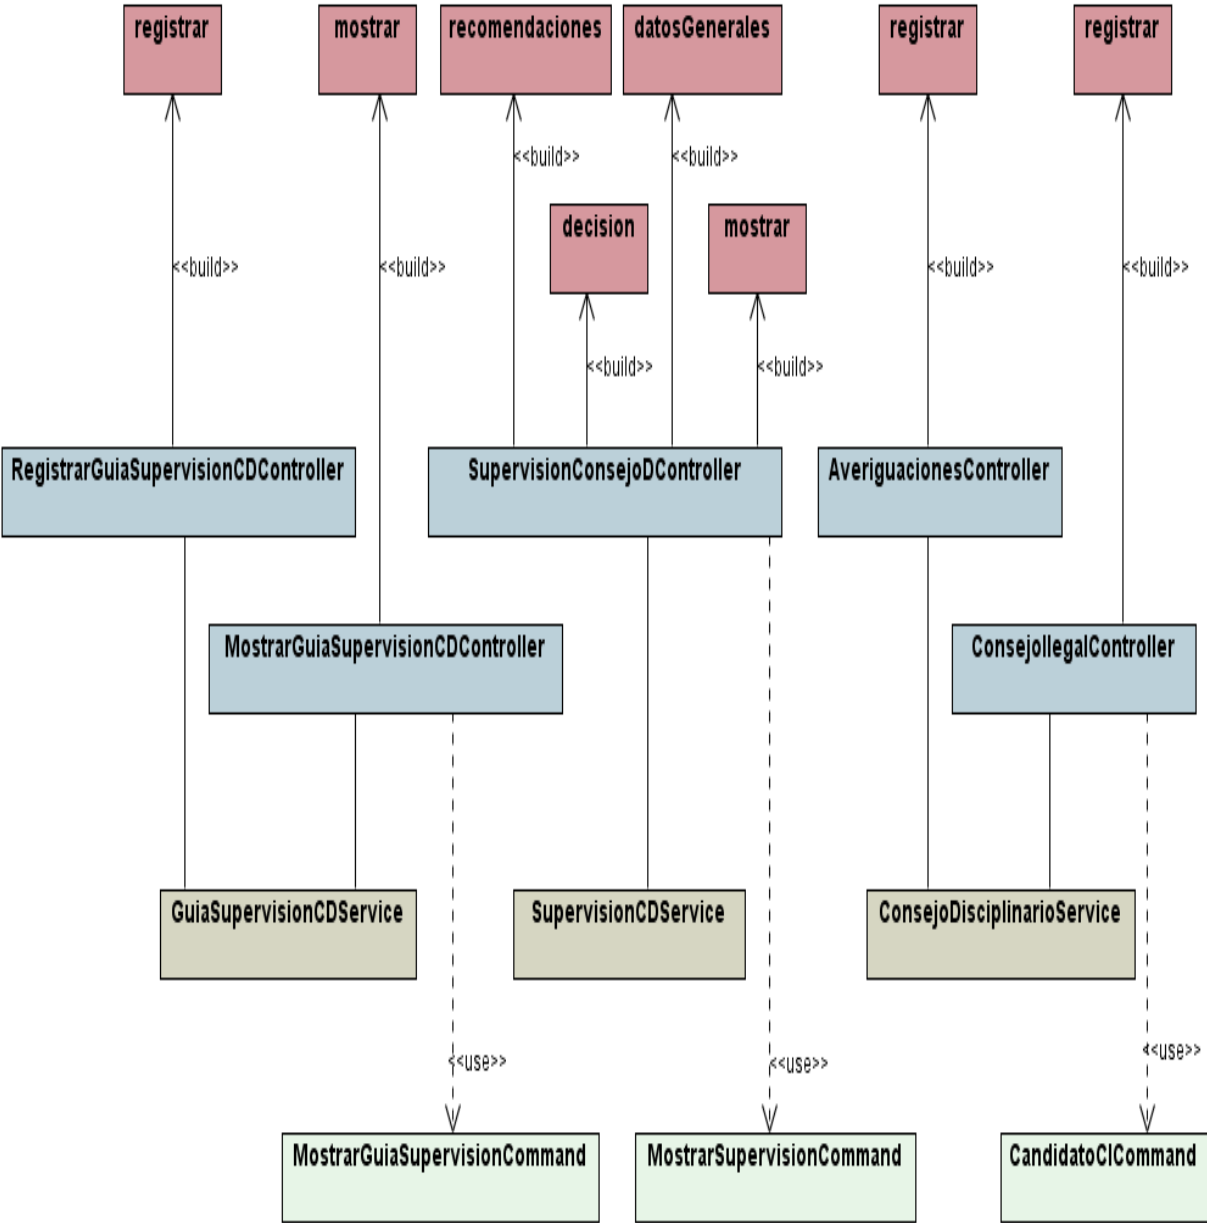 registrar
mostrar
recomendaciones
datosGenerales
registrar
registrar
<<build>>
<<build>>
decision
mostrar
<<build>>
<<build>>
<<build>>
<<build>>
<<build>>
<<build>>
RegistrarGuiaSupervisionCDController
SupervisionConsejoDController
AveriguacionesController
MostrarGuiaSupervisionCDController
ConsejoIlegalController
GuiaSupervisionCDService
SupervisionCDService
ConsejoDisciplinarioService
<<use>>
<<use>>
<<use>>
MostrarGuiaSupervisionCommand
MostrarSupervisionCommand
CandidatoCICommand